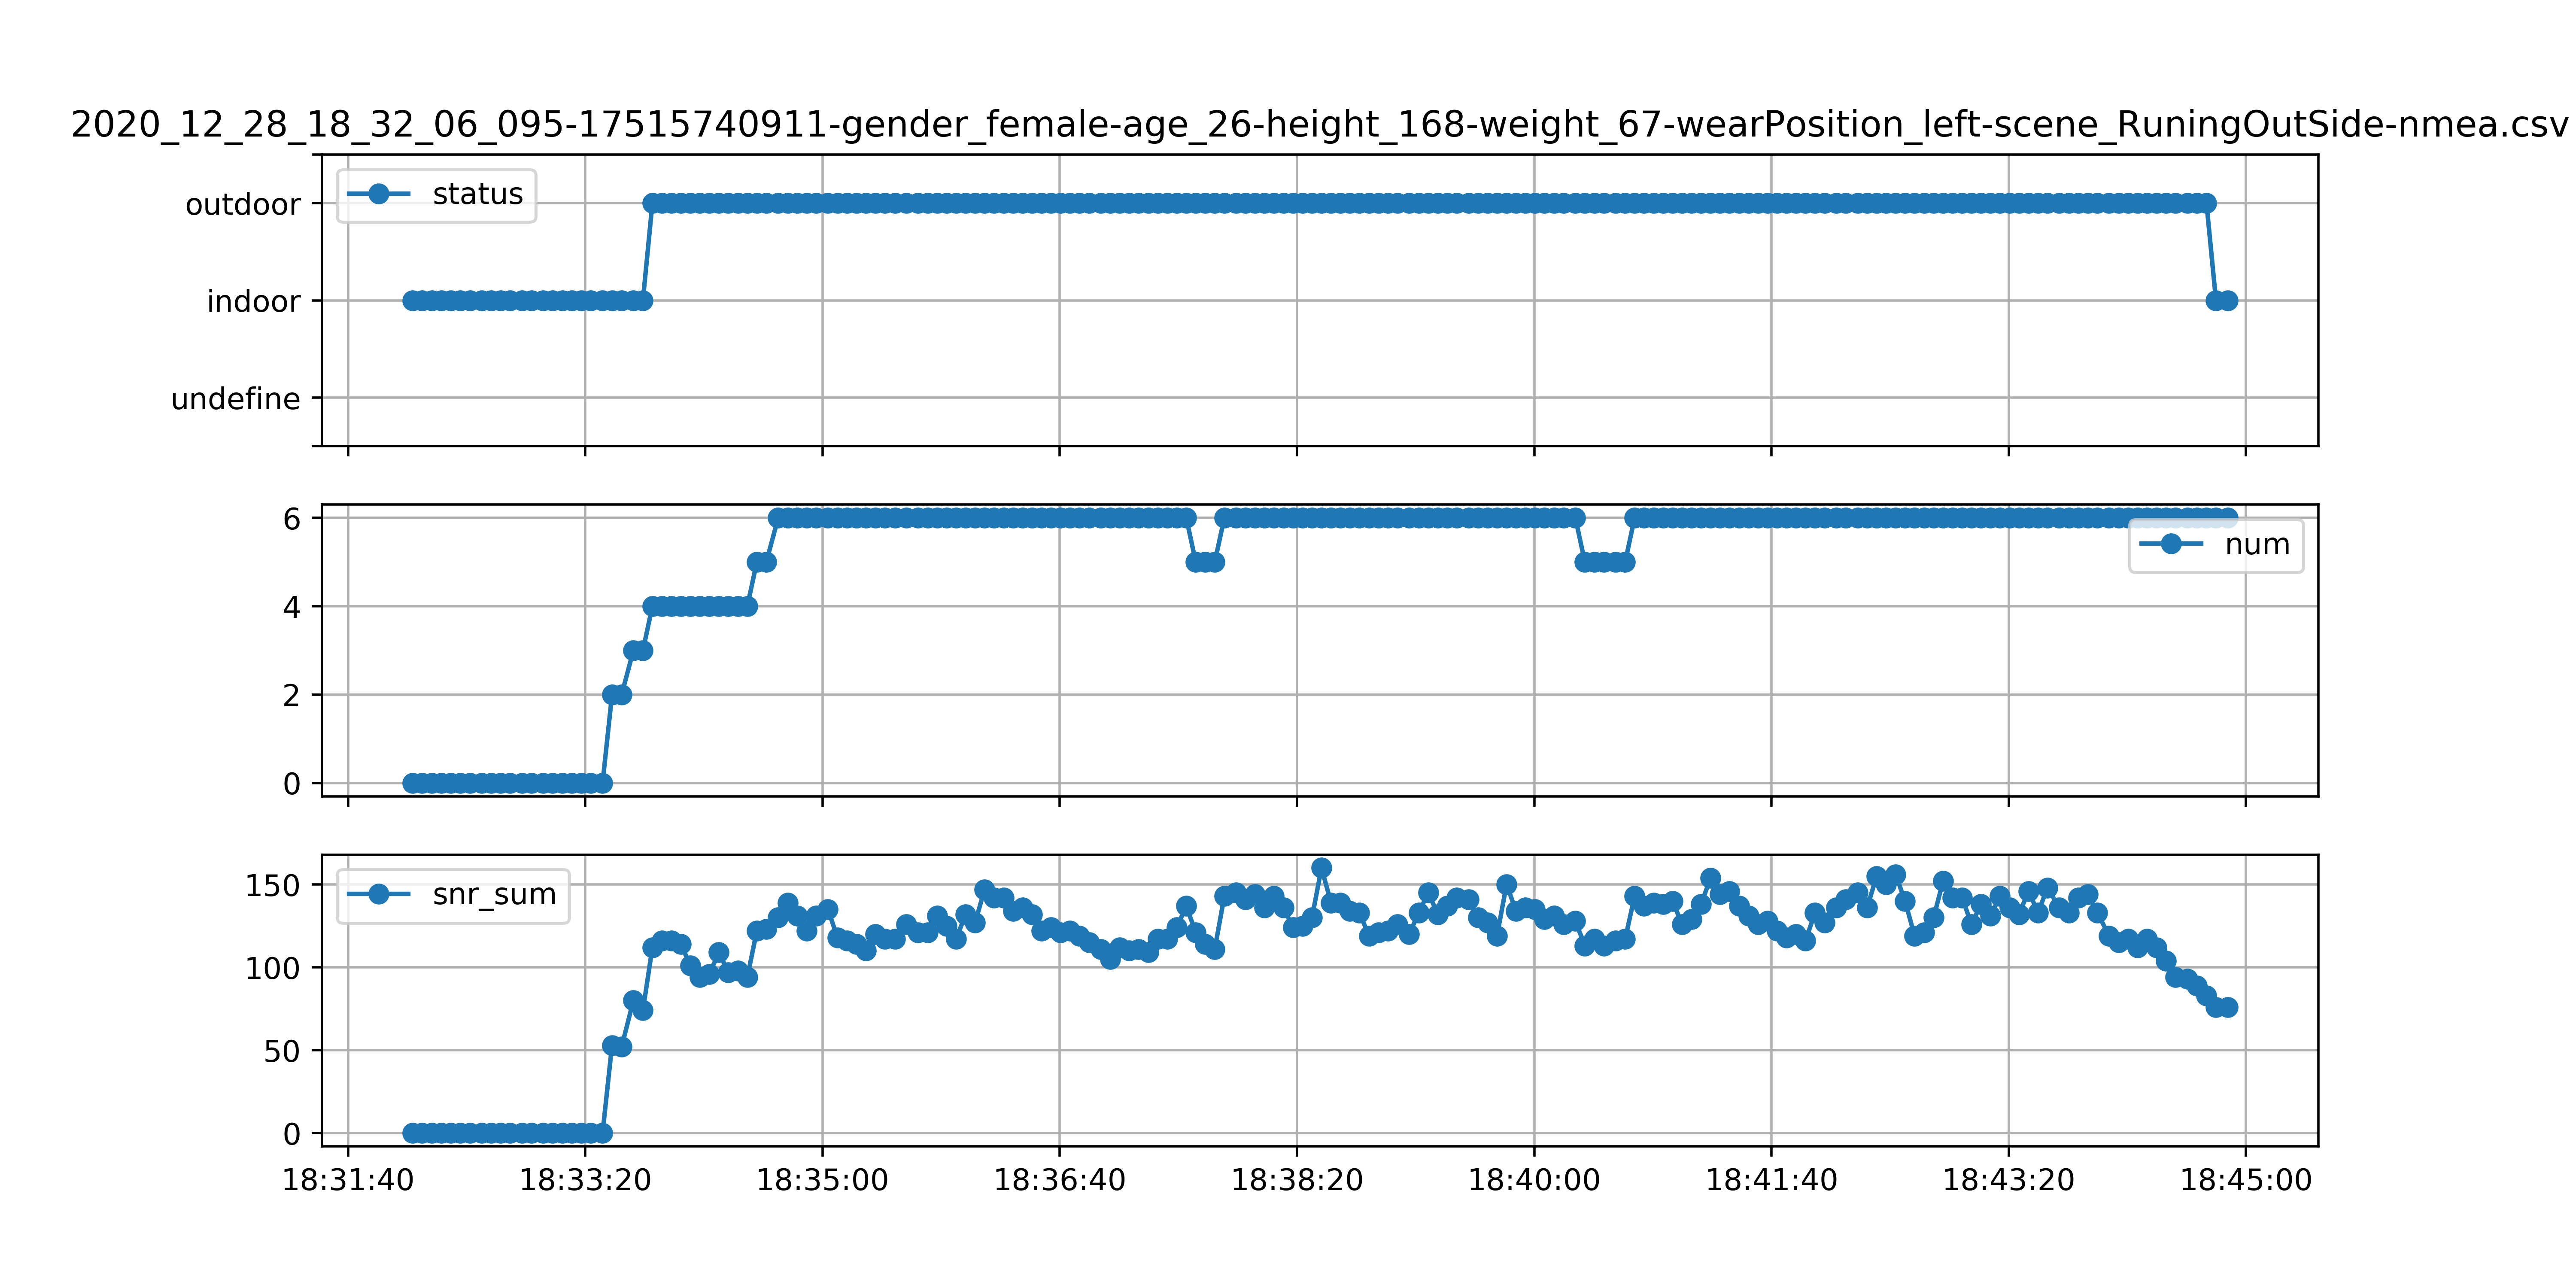 2020_12_28_18_32_06_095-17515740911-gender_female-age_26-height_168-weight_67-wearPosition_left-scene_RuningOutSide-nmea.csv
status
outdoor
indoor
undefine
num
6
4
2
0
snr_sum
150
100
50
0
18:31:40 18:33:20 18:35:00 18:36:40 18:38:20 18:40:00 18:41:40 18:43:20 18:45:00